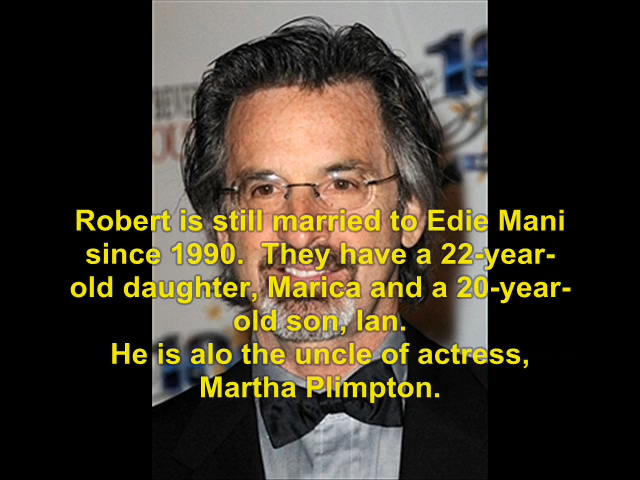 Robert is still married to Edie Mani
since 1990.  They have a 22-year-
old daughter, Marica and a 20-year-
old son, Ian.
He is alo the uncle of actress,
Martha Plimpton.